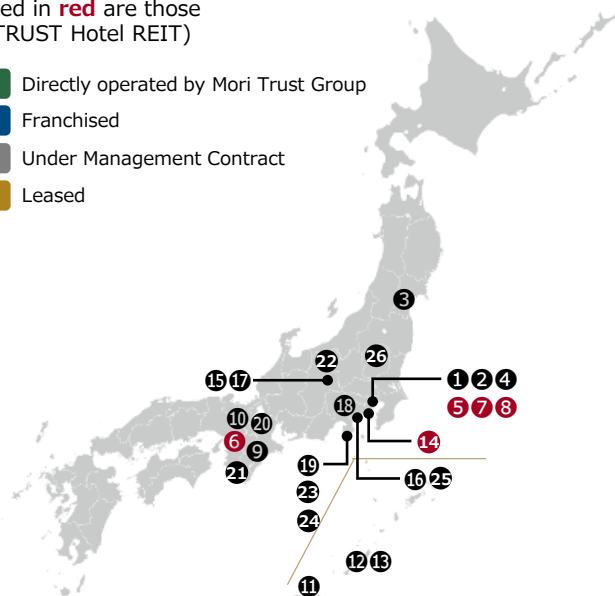 ed in red are those
TRUST Hotel REIT)
Directly operated by Mori Trust Group
Franchised
Under Management Contract
Leased
3
22
26
15 17
1 2 4
18
5 7 8
10
20
6
14
9
19
21
16 25
23
24
12 13
11